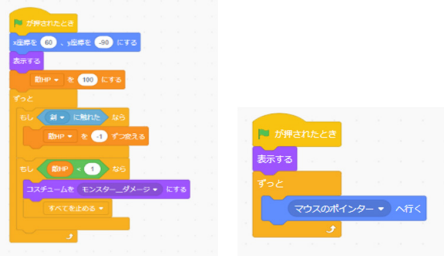 が押されたとき
x座標を 60 、y座標を -90 にする
表示する
敵HP を 100 にする
ずっと
もし 剣 に触れた なら
敵HP を -1 ずつ変える
もし 敵HP < 1 なら
コスチュームを モンスター__ダメージ にする
すべてを止める
が押されたとき
表示する
ずっと
マウスのポインター へ行く